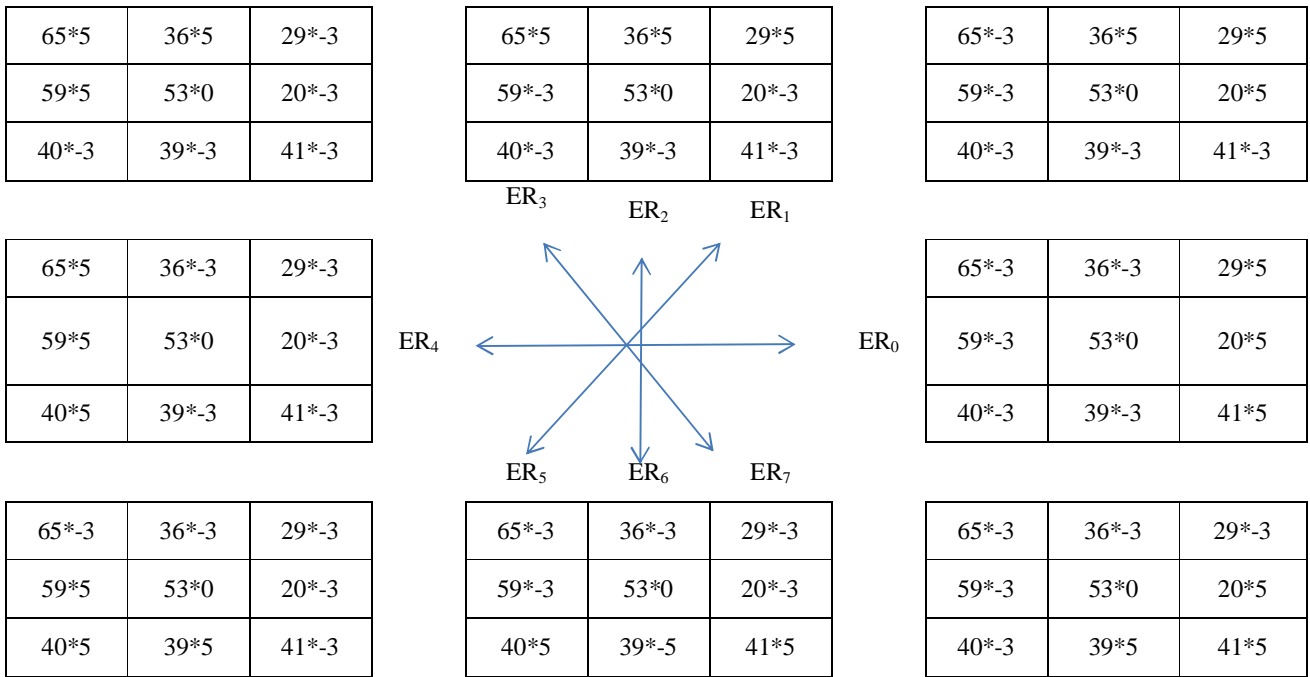 65*5 36*5 29*-3 65*5 36*5 29*5 65*-3 36*5 29*5
59*5 53*0 20*-3 59*-3 53*0 20*-3 59*-3 53*0 20*5
40*-3 39*-3 41*-3 40*-3 39*-3 41*-3 40*-3 39*-3 41*-3
ER₃ ER₂ ER₁
65*5 36*-3 29*-3 65*-3 36*-3 29*5
59*5 53*0 20*-3 ER₄ ER₀ 59*-3 53*0 20*5
40*5 39*-3 41*-3 40*-3 39*-3 41*5
ER₅ ER₆ ER₇
65*-3 36*-3 29*-3 65*-3 36*-3 29*-3 65*-3 36*-3 29*-3
59*5 53*0 20*-3 59*-3 53*0 20*-3 59*-3 53*0 20*5
40*5 39*5 41*-3 40*5 39*-5 41*5 40*-3 39*5 41*5